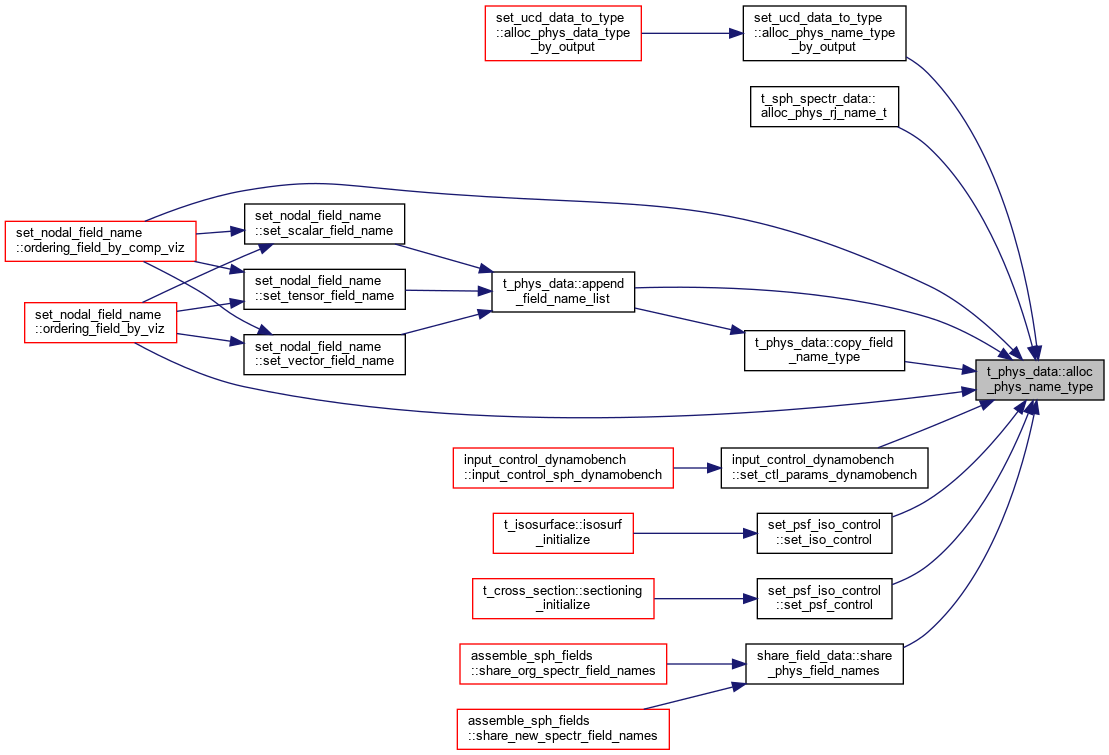 set_ucd_data_to_type
::alloc_phys_data_type
_by_output
set_ucd_data_to_type
::alloc_phys_name_type
_by_output
t_sph_spectr_data::
alloc_phys_rj_name_t
set_nodal_field_name
::ordering_field_by_comp_viz
set_nodal_field_name
::set_scalar_field_name
set_nodal_field_name
::set_tensor_field_name
t_phys_data::append
_field_name_list
set_nodal_field_name
::ordering_field_by_viz
set_nodal_field_name
::set_vector_field_name
t_phys_data::copy_field
_name_type
t_phys_data::alloc
_phys_name_type
input_control_dynamobench
::input_control_sph_dynamobench
input_control_dynamobench
::set_ctl_params_dynamobench
t_isosurface::isosurf
_initialize
set_psf_iso_control
::set_iso_control
t_cross_section::sectioning
_initialize
set_psf_iso_control
::set_psf_control
assemble_sph_fields
::share_org_spectr_field_names
share_field_data::share
_phys_field_names
assemble_sph_fields
::share_new_spectr_field_names